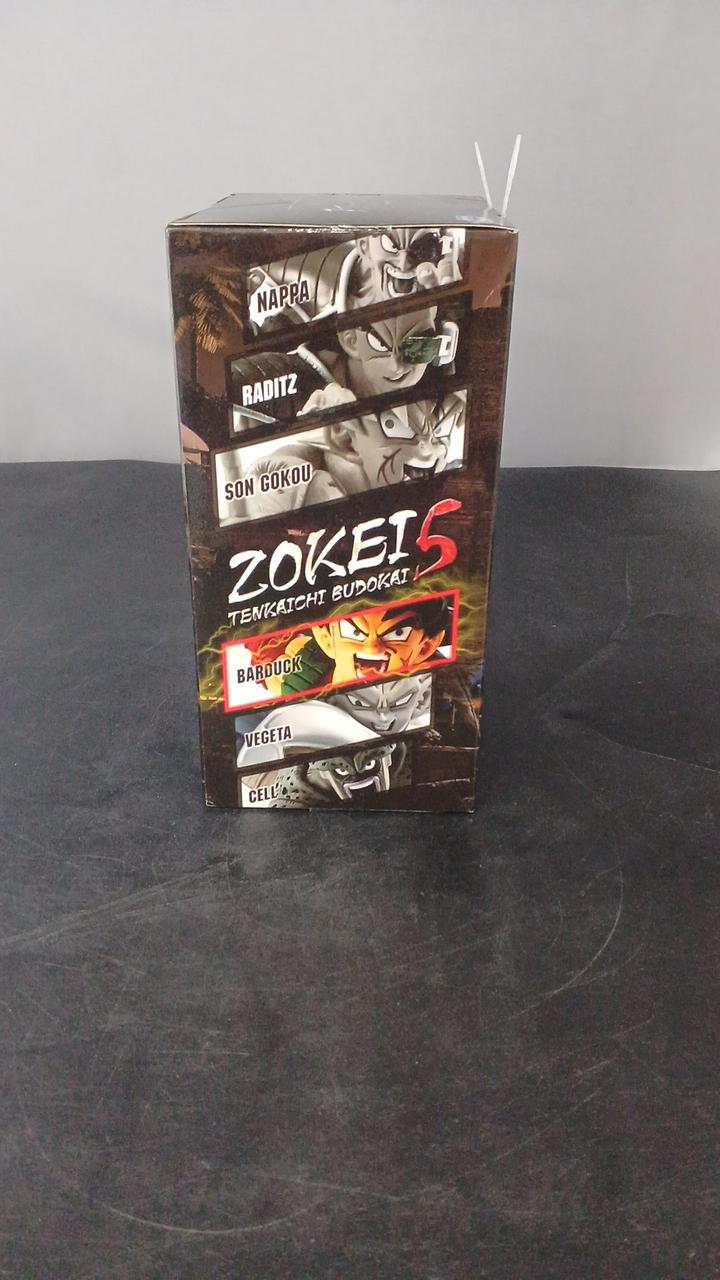 NAPPA
RADITZ
SON GOKOU
ZOKEI 5
TENKAICHI BUDOKAI
BARDUCK
VEGETA
CELL